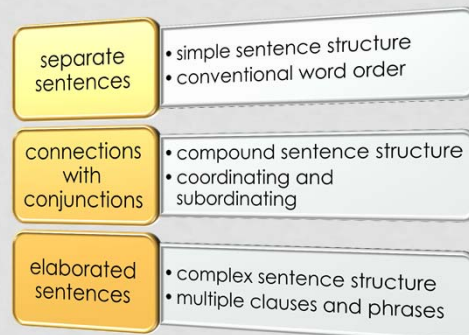 separate
sentences
• simple sentence structure
• conventional word order
connections
with
conjunctions
• compound sentence structure
• coordinating and
subordinating
elaborated
sentences
• complex sentence structure
• multiple clauses and phrases